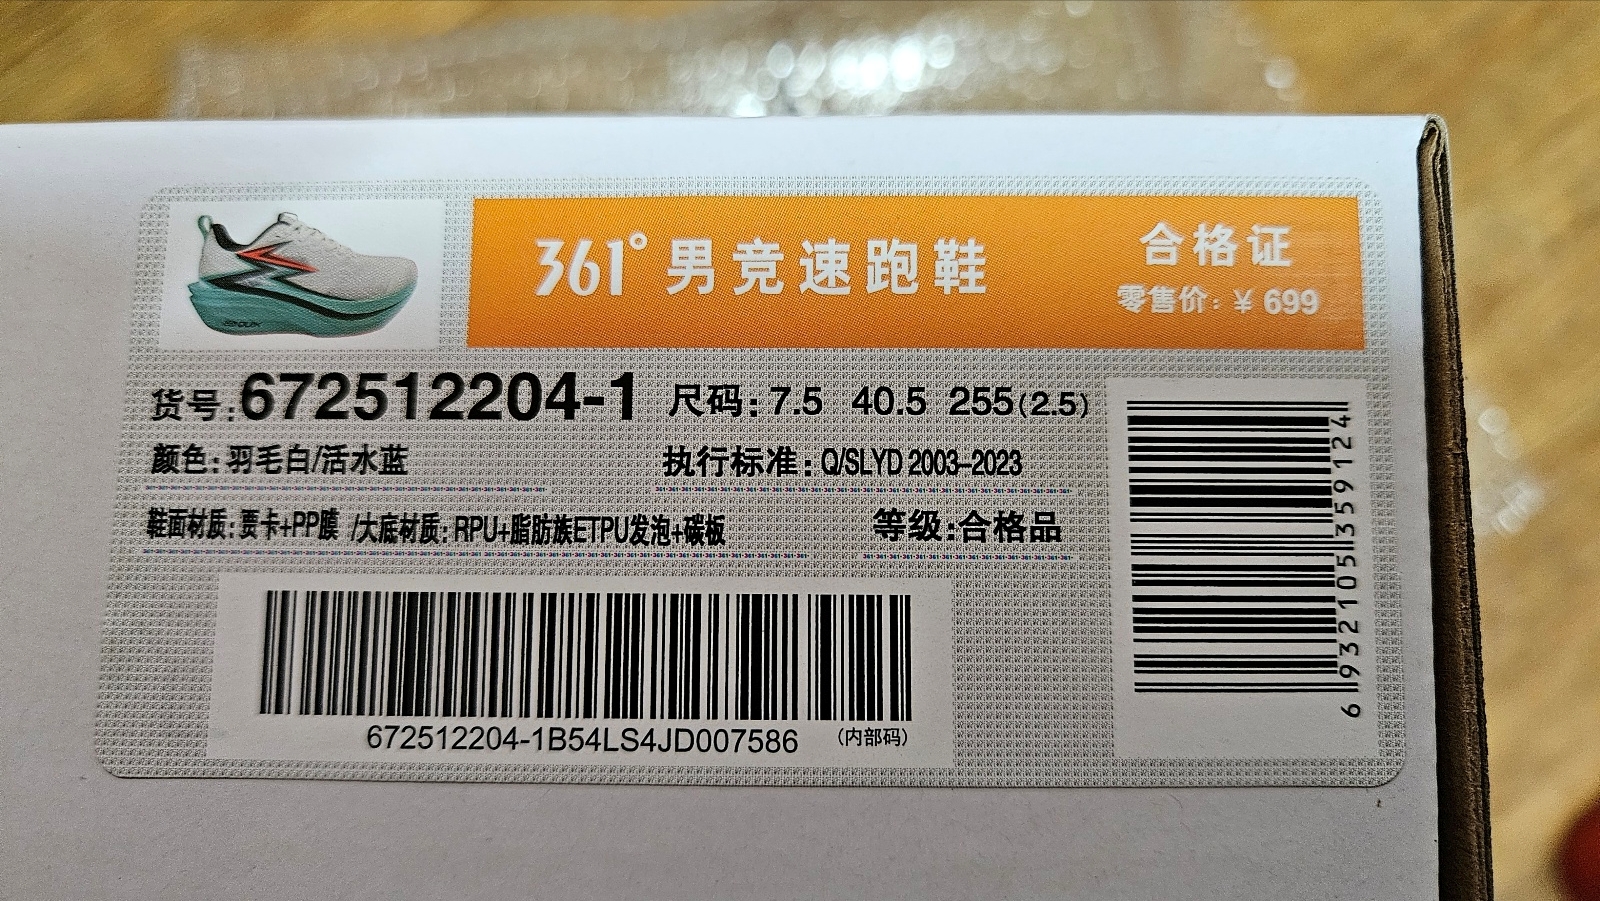 361° 男竞速跑鞋
合格证
零售价：¥ 699
货号:672512204-1
尺码: 7.5 40.5 255(2.5)
颜色:羽毛白/活水蓝
执行标准: Q/SLYD 2003-2023
鞋面材质: 贾卡+PP膜 /大底材质: RPU+脂肪族ETPU发泡+碳板
等级:合格品
672512204-1B54LS4JD007586 (内部码)
6932105359124